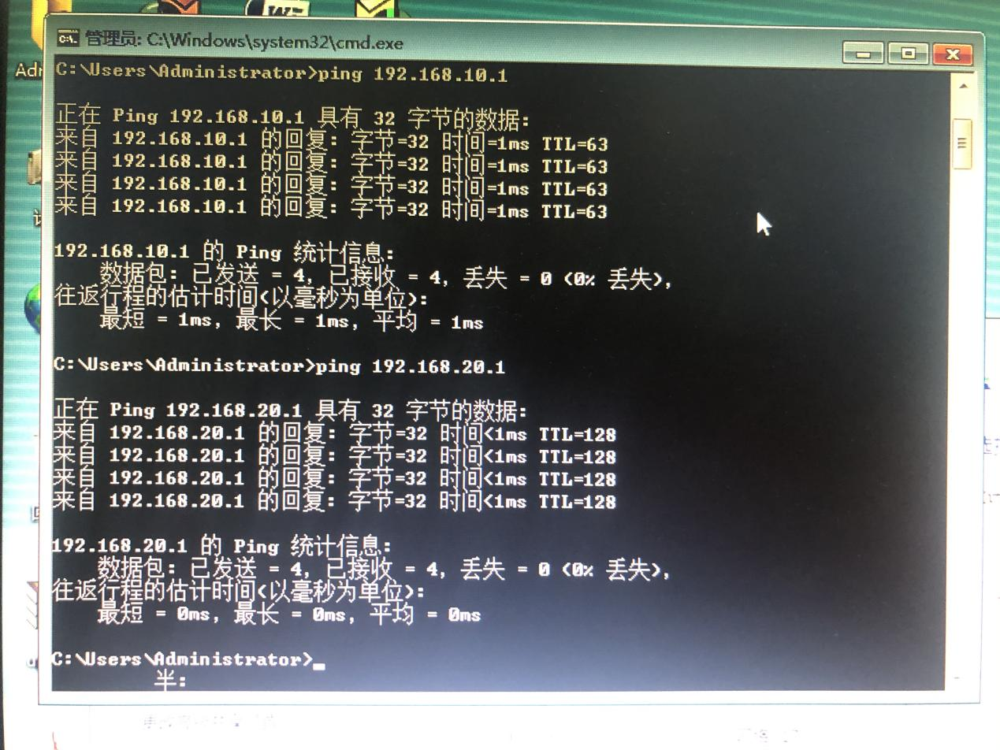 管理员: C:\Windows\system32\cmd.exe
C:\Users\Administrator>ping 192.168.10.1
正在 Ping 192.168.10.1 具有 32 字节的数据:
来自 192.168.10.1 的回复: 字节=32 时间=1ms TTL=63
来自 192.168.10.1 的回复: 字节=32 时间=1ms TTL=63
来自 192.168.10.1 的回复: 字节=32 时间=1ms TTL=63
来自 192.168.10.1 的回复: 字节=32 时间=1ms TTL=63
192.168.10.1 的 Ping 统计信息:
数据包: 已发送 = 4, 已接收 = 4, 丢失 = 0 (0% 丢失),
往返行程的估计时间(以毫秒为单位):
最短 = 1ms, 最长 = 1ms, 平均 = 1ms
C:\Users\Administrator>ping 192.168.20.1
正在 Ping 192.168.20.1 具有 32 字节的数据:
来自 192.168.20.1 的回复: 字节=32 时间<1ms TTL=128
来自 192.168.20.1 的回复: 字节=32 时间<1ms TTL=128
来自 192.168.20.1 的回复: 字节=32 时间<1ms TTL=128
来自 192.168.20.1 的回复: 字节=32 时间<1ms TTL=128
192.168.20.1 的 Ping 统计信息:
数据包: 已发送 = 4, 已接收 = 4, 丢失 = 0 (0% 丢失),
往返行程的估计时间(以毫秒为单位):
最短 = 0ms, 最长 = 0ms, 平均 = 0ms
C:\Users\Administrator>_
半: